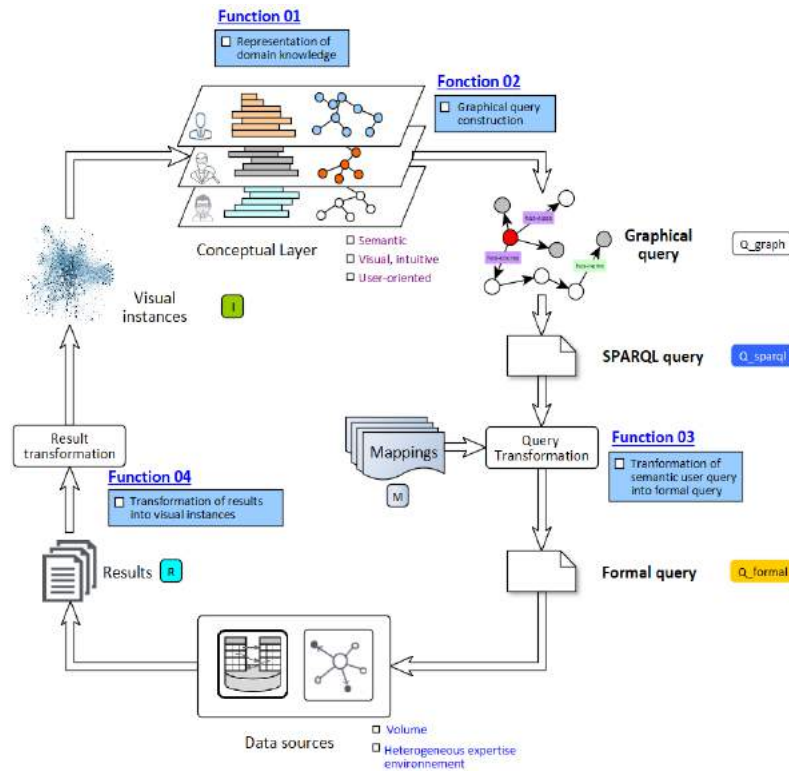 Function 01
Representation of
domain knowledge
Fonction 02
Graphical query
construction
Conceptual Layer
Semantic
Visual, intuitive
User-oriented
Graphical
query
Q_graph
has-name
Visual
instances
I
SPARQL query
Q_sparql
Result
transformation
Mappings
M
Query
Transformation
Function 03
Tranformation of
semantic user query
into formal query
Function 04
Transformation of results
into visual instances
Results
R
Formal query
Q_formal
Data sources
Volume
Heterogeneous expertise
environnement